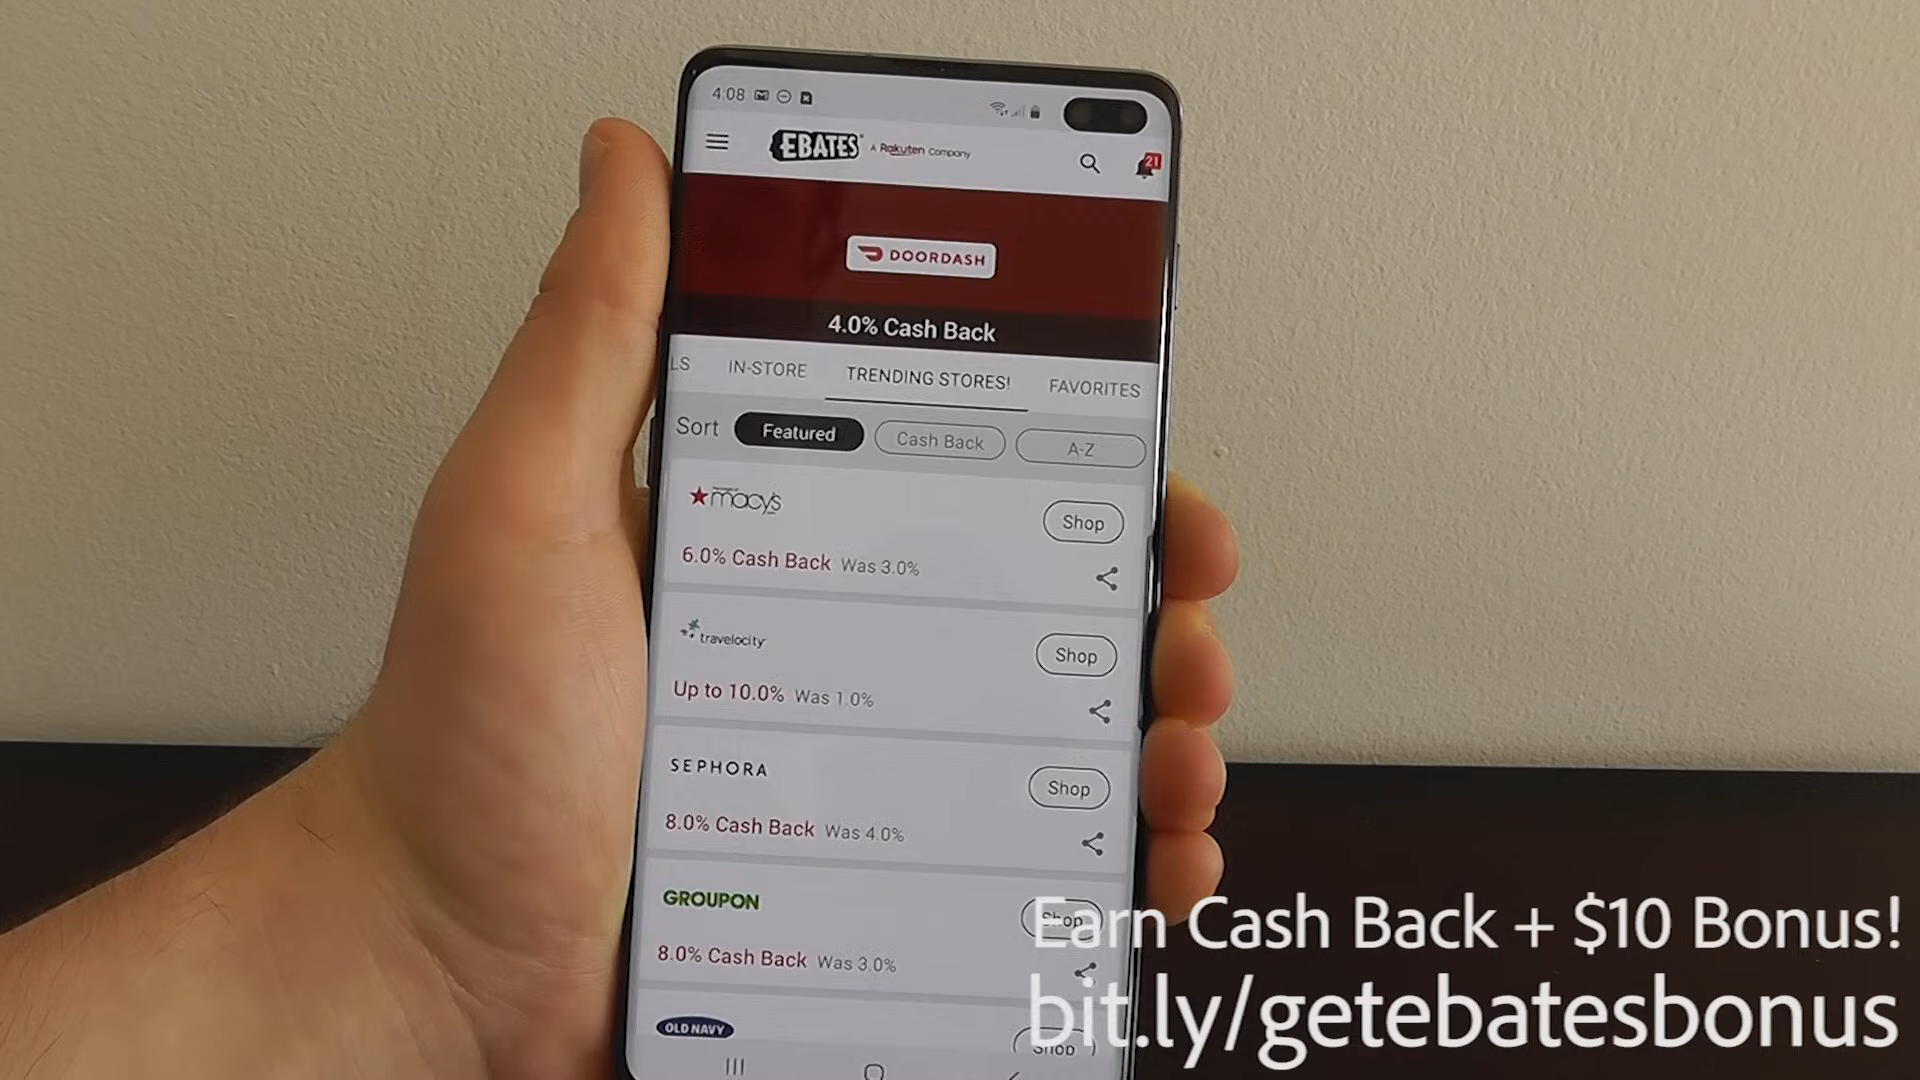 4:08
EBATES A Rakuten Company
21
DOORDASH
4.0% Cash Back
LS IN-STORE TRENDING STORES! FAVORITES
Sort Featured Cash Back A-Z
macy's
Shop
6.0% Cash Back Was 3.0%
travelocy
Shop
Up to 10.0% Was 1.0%
SEPHORA
Shop
8.0% Cash Back Was 4.0%
GROUPON
Shop
8.0% Cash Back Was 3.0%
OLD NAVY
Shop
Earn Cash Back + $10 Bonus!
bit.ly/getebatesbonus